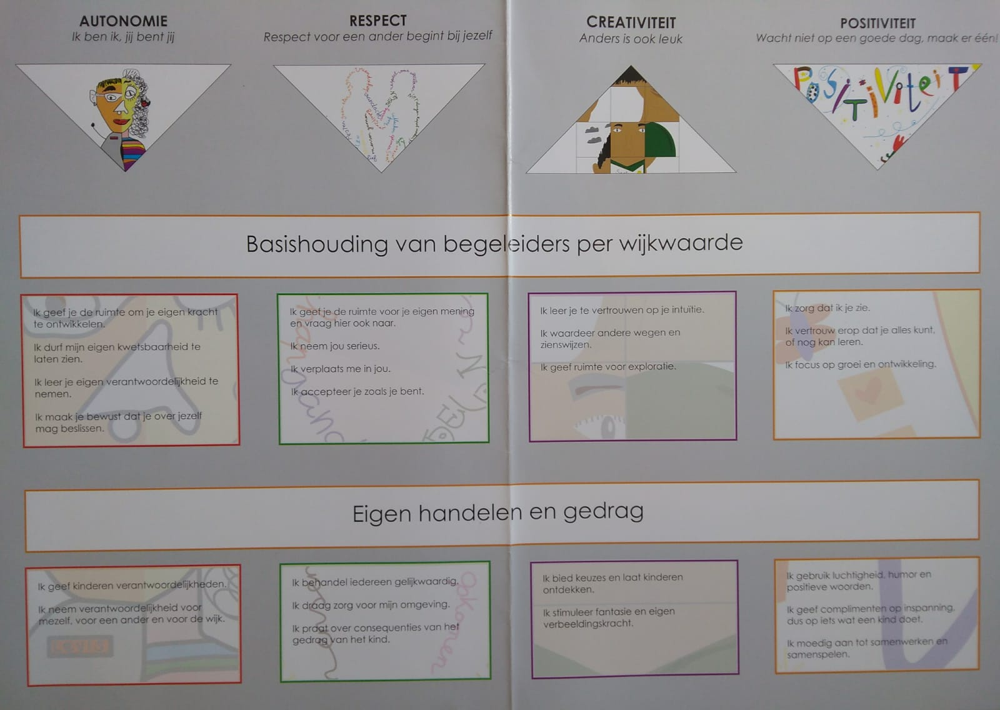 AUTONOMIE
Ik ben ik, jij bent jij
RESPECT
Respect voor een ander begint bij jezelf
CREATIVITEIT
Anders is ook leuk
POSITIVITEIT
Wacht niet op een goede dag, maak er één!
POSITIVITEIT
Basishouding van begeleiders per wijkwaarde
Ik geef je de ruimte om je eigen kracht
te ontwikkelen.
Ik durf mijn eigen kwetsbaarheid te
laten zien.
Ik leer je eigen verantwoordelijkheid te
nemen.
Ik maak je bewust dat je over jezelf
mag beslissen.
Ik geef je de ruimte voor je eigen mening
en vraag hier ook naar.
Ik neem jou serieus.
Ik verplaats me in jou.
Ik accepteer je zoals je bent.
Ik leer je te vertrouwen op je intuïtie.
Ik waardeer andere wegen en
zienswijzen.
Ik geef ruimte voor exploratie.
Ik zorg dat ik je zie.
Ik vertrouw erop dat je alles kunt,
of nog kan leren.
Ik focus op groei en ontwikkeling.
Eigen handelen en gedrag
Ik geef kinderen verantwoordelijkheden.
Ik neem verantwoordelijkheid voor
mezelf, voor een ander en voor de wijk.
Ik behandel iedereen gelijkwaardig.
Ik draag zorg voor mijn omgeving.
Ik praat over consequenties van het
gedrag van het kind.
Ik bied keuzes en laat kinderen
ontdekken.
Ik stimuleer fantasie en eigen
verbeeldingskracht.
Ik gebruik luchtigheid, humor en
positieve woorden.
Ik geef complimenten op inspanning,
dus op iets wat een kind doet.
Ik moedig aan tot samenwerken en
samenspelen.